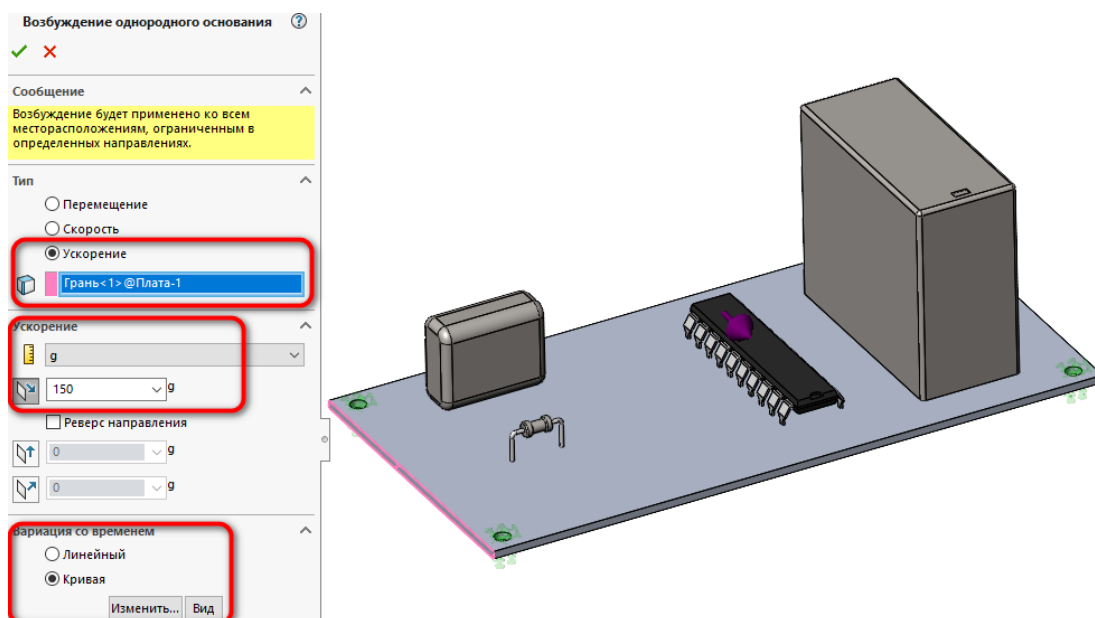 Возбуждение однородного основания
Сообщение
Возбуждение будет применено ко всем
месторасположениям, ограниченным в
определенных направлениях.
Тип
Перемещение
Скорость
Ускорение
Грань<1>@Плата-1
Ускорение
g
150 g
Реверс направления
0 g
0 g
Вариация со временем
Линейный
Кривая
Изменить... Вид